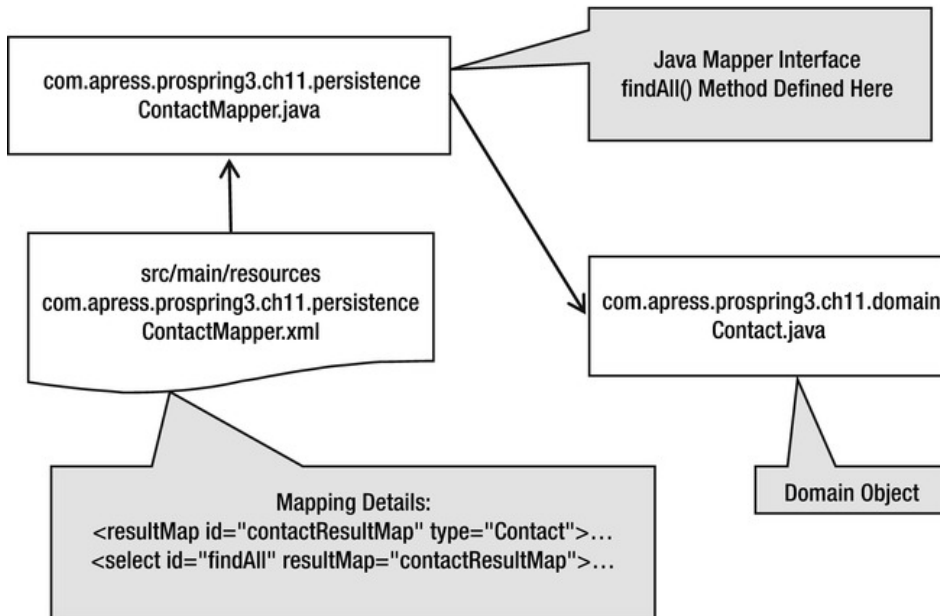 com.apress.prospring3.ch11.persistence
ContactMapper.java
Java Mapper Interface
findAll() Method Defined Here
src/main/resources
com.apress.prospring3.ch11.persistence
ContactMapper.xml
com.apress.prospring3.ch11.domain
Contact.java
Mapping Details:
<resultMap id="contactResultMap" type="Contact">...
<select id="findAll" resultMap="contactResultMap">...
Domain Object